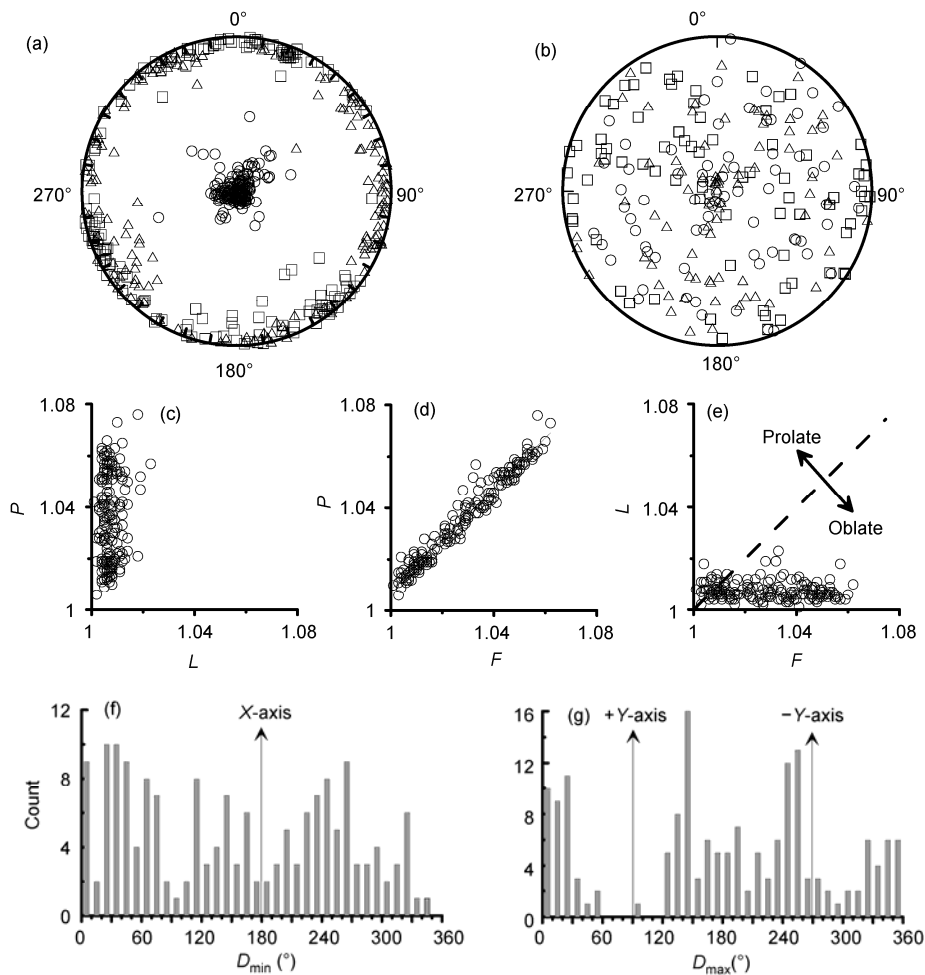 (a)
0°
270°
90°
180°
(b)
0°
270°
90°
180°
(c)
1.08
1.04
1
P
1
1.04
1.08
L
(d)
1.08
1.04
1
P
1
1.04
1.08
F
(e)
1.08
1.04
1
L
Prolate
Oblate
1
1.04
1.08
F
(f)
X-axis
12
8
4
0
Count
0
60
120
180
240
300
360
Dmin (°)
(g)
+Y-axis
−Y-axis
16
12
8
4
0
0
60
120
180
240
300
360
Dmax(°)